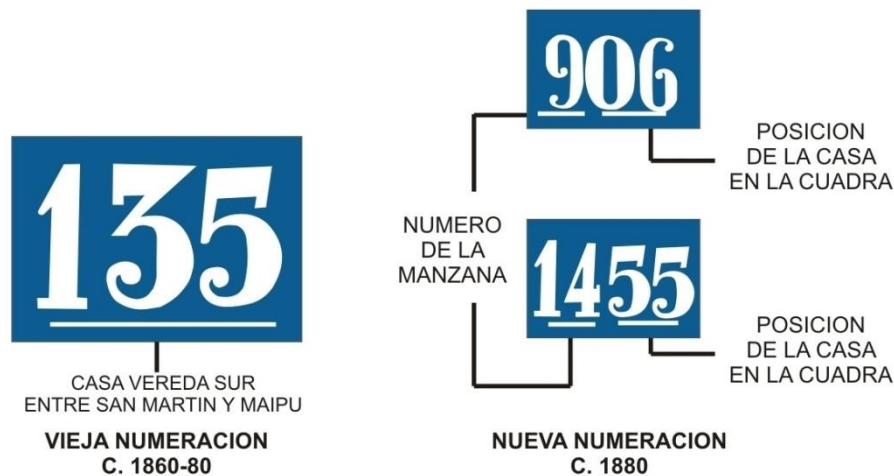 135
CASA VEREDA SUR
ENTRE SAN MARTIN Y MAIPU
VIEJA NUMERACION
C. 1860-80
906
POSICION
DE LA CASA
EN LA CUADRA
NUMERO
DE LA
MANZANA
1455
POSICION
DE LA CASA
EN LA CUADRA
NUEVA NUMERACION
C. 1880